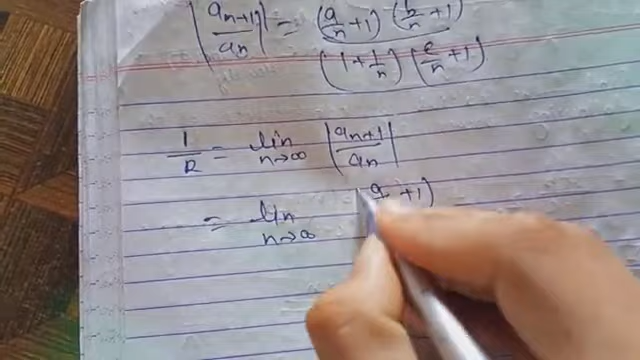 |a_{n+1}/a_n| = (a/n + 1)(b/n + 1) / (1 + 1/n)(c/n + 1)
1/R = lim_{n→∞} |a_{n+1}/a_n|
= lim_{n→∞} (a/ + 1)